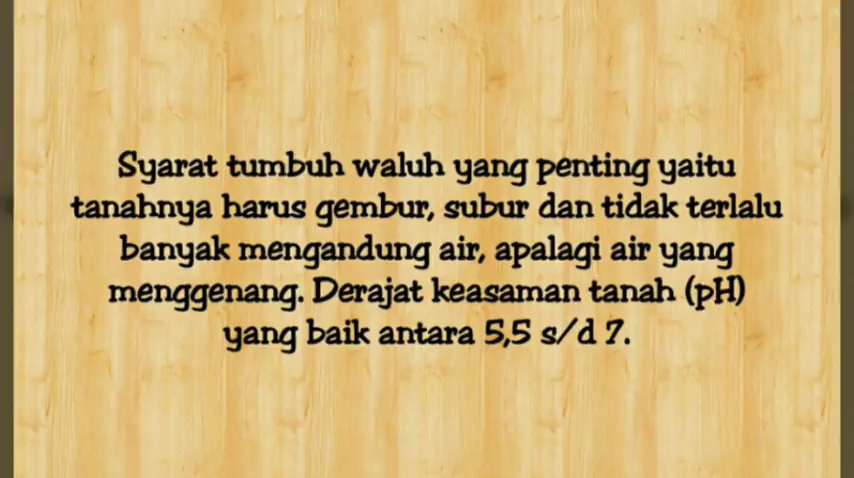 Syarat tumbuh waluh yang penting yaitu
tanahnya harus gembur, subur dan tidak terlalu
banyak mengandung air, apalagi air yang
menggenang. Derajat keasaman tanah (pH)
yang baik antara 5,5 s/d 7.